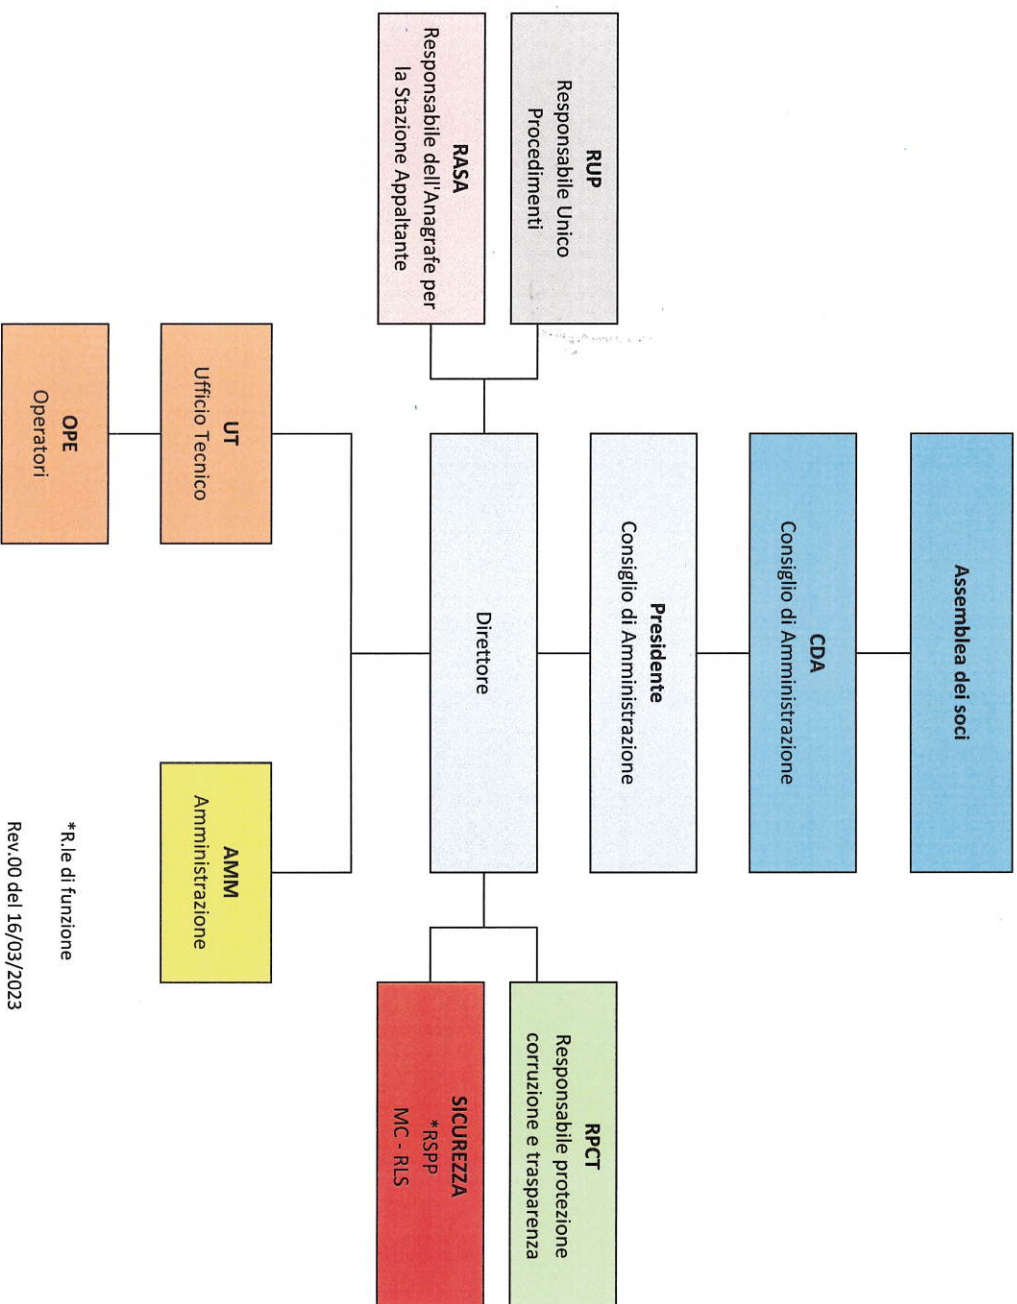 Assemblea dei soci
CDA
Consiglio di Amministrazione
Presidente
Consiglio di Amministrazione
RUP
Responsabile Unico
Procedimenti
RASA
Responsabile dell'Anagrafe per
la Stazione Appaltante
Direttore
RPCT
Responsabile protezione
corruzione e trasparenza
SICUREZZA
*RSPP
MC - RLS
UT
Ufficio Tecnico
AMM
Amministrazione
OPE
Operatori
*R.le di funzione
Rev.00 del 16/03/2023